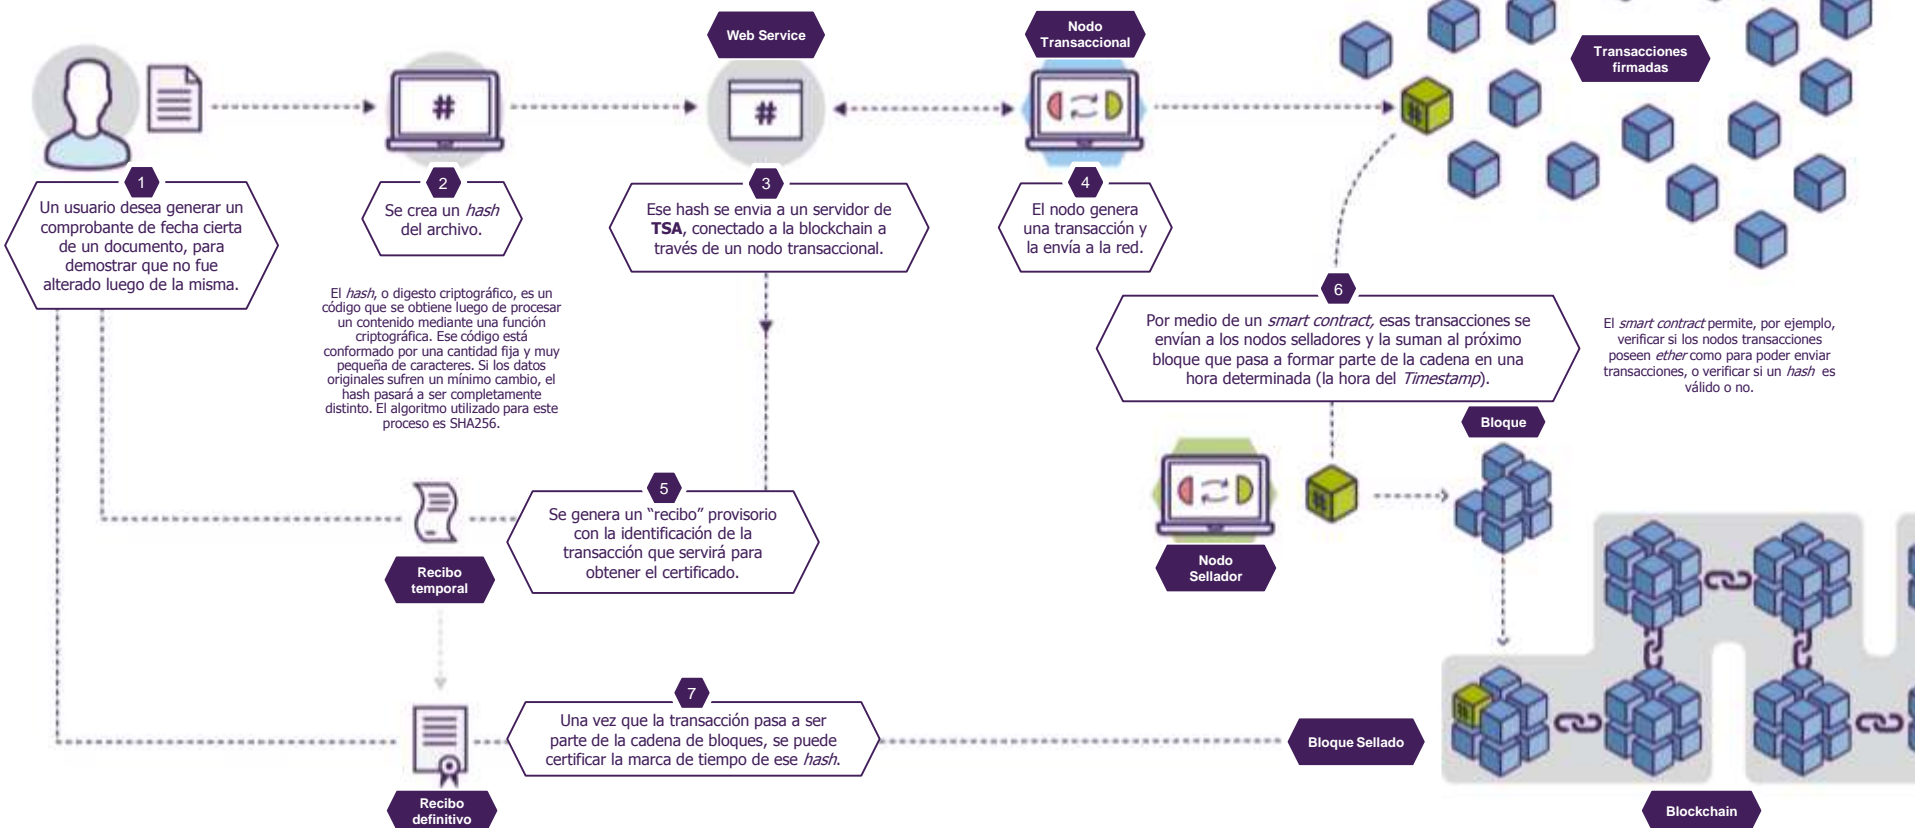 Web Service
Nodo
Transaccional
Transacciones
firmadas
#
#
#
1
Un usuario desea generar un
comprobante de fecha cierta
de un documento, para
demostrar que no fue
alterado luego de la misma.
2
Se crea un hash
del archivo.
3
Ese hash se envia a un servidor de
TSA, conectado a la blockchain a
través de un nodo transaccional.
4
El nodo genera
una transacción y
la envía a la red.
El hash, o digesto criptográfico, es un
código que se obtiene luego de procesar
un contenido mediante una función
criptográfica. Ese código está
conformado por una cantidad fija y muy
pequeña de caracteres. Si los datos
originales sufren un mínimo cambio, el
hash pasará a ser completamente
distinto. El algoritmo utilizado para este
proceso es SHA256.
6
Por medio de un smart contract, esas transacciones se
envían a los nodos selladores y la suman al próximo
bloque que pasa a formar parte de la cadena en una
hora determinada (la hora del Timestamp).
El smart contract permite, por ejemplo,
verificar si los nodos transacciones
poseen ether como para poder enviar
transacciones, o verificar si un hash es
válido o no.
Bloque
5
Se genera un “recibo” provisorio
con la identificación de la
transacción que servirá para
obtener el certificado.
Recibo
temporal
#
Nodo
Sellador
7
Una vez que la transacción pasa a ser
parte de la cadena de bloques, se puede
certificar la marca de tiempo de ese hash.
Bloque Sellado
#
Recibo
definitivo
Blockchain